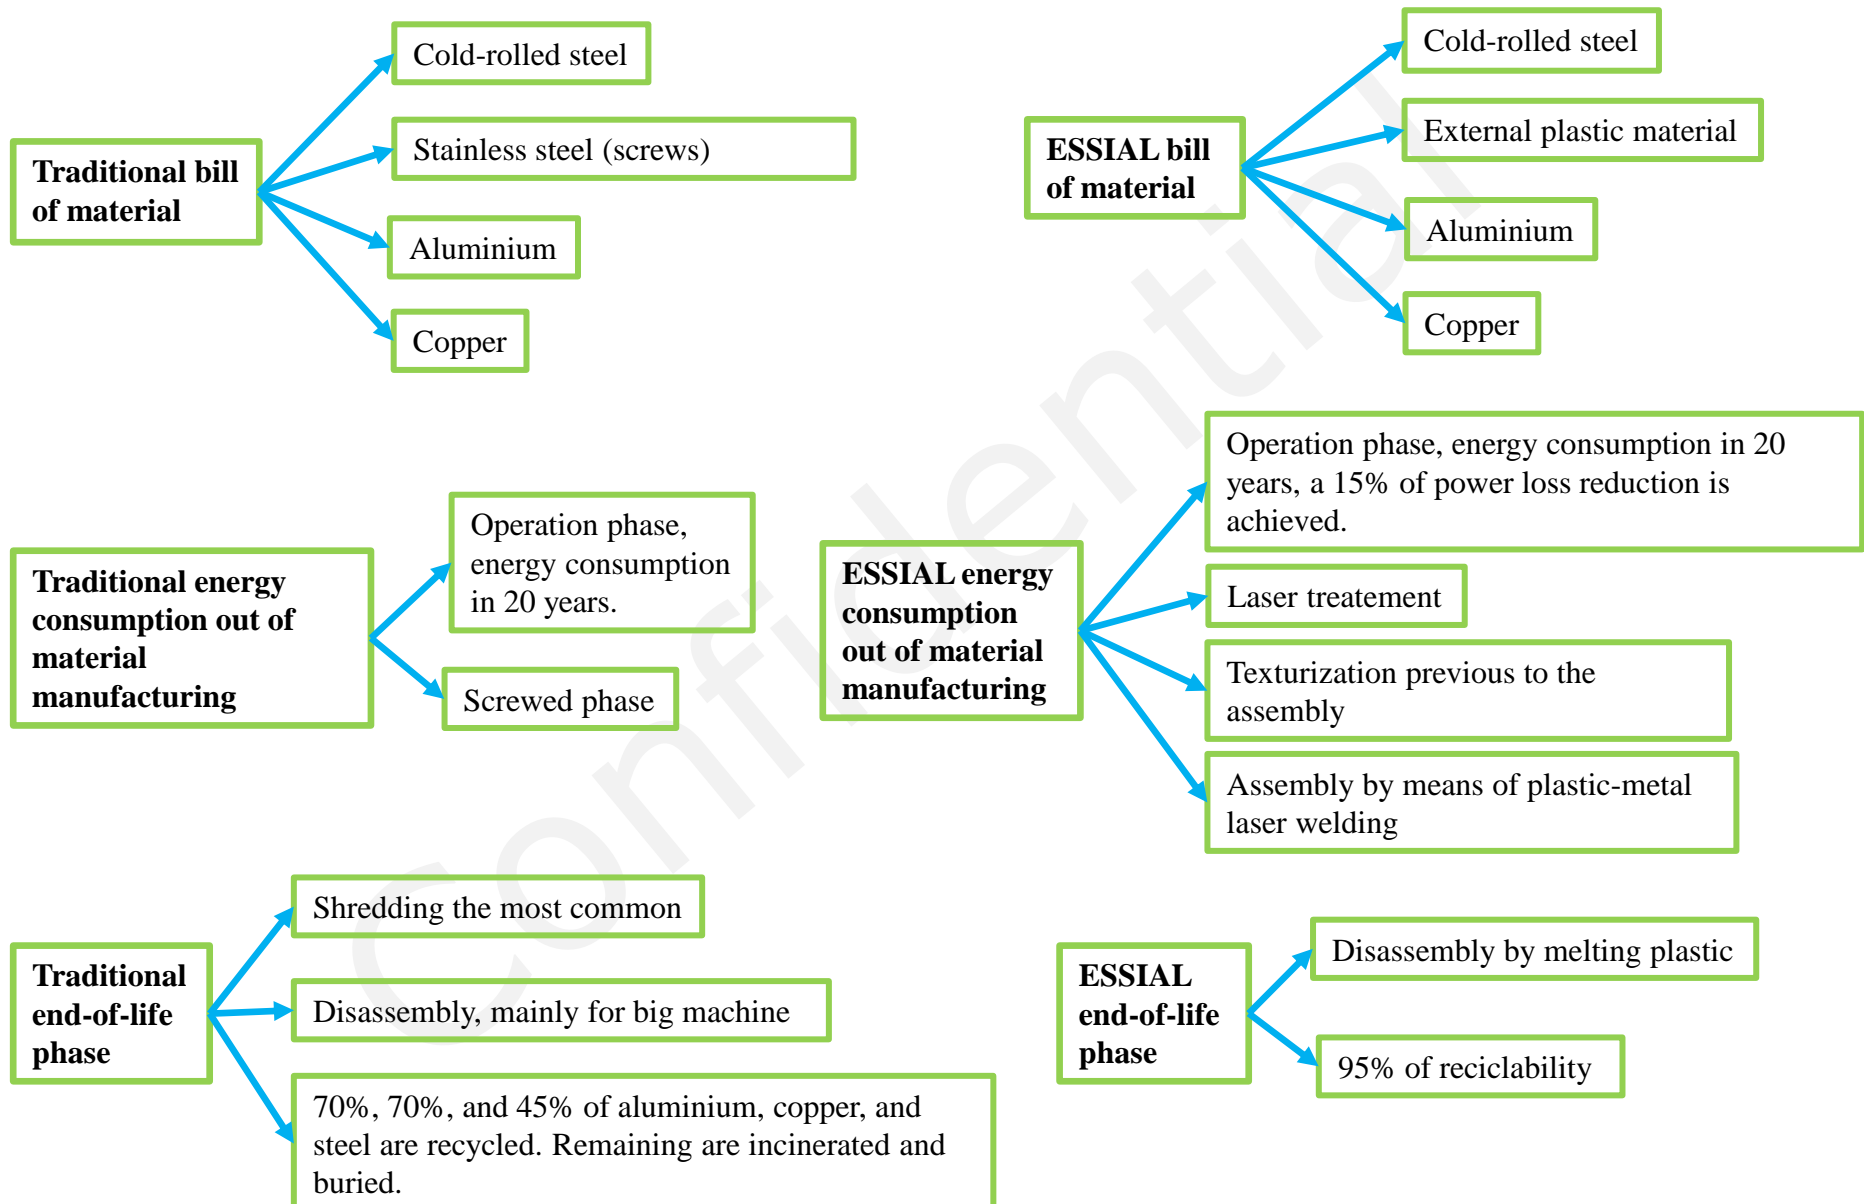 Traditional bill
of material
Cold-rolled steel
Stainless steel (screws)
Aluminium
Copper
ESSIAL bill
of material
Cold-rolled steel
External plastic material
Aluminium
Copper
Traditional energy
consumption out of
material
manufacturing
Operation phase,
energy consumption
in 20 years.
Screwed phase
ESSIAL energy
consumption
out of material
manufacturing
Operation phase, energy consumption in 20
years, a 15% of power loss reduction is
achieved.
Laser treatement
Texturization previous to the
assembly
Assembly by means of plastic-metal
laser welding
Traditional
end-of-life
phase
Shredding the most common
Disassembly, mainly for big machine
70%, 70%, and 45% of aluminium, copper, and
steel are recycled. Remaining are incinerated and
buried.
ESSIAL
end-of-life
phase
Disassembly by melting plastic
95% of reciclability
Confidential